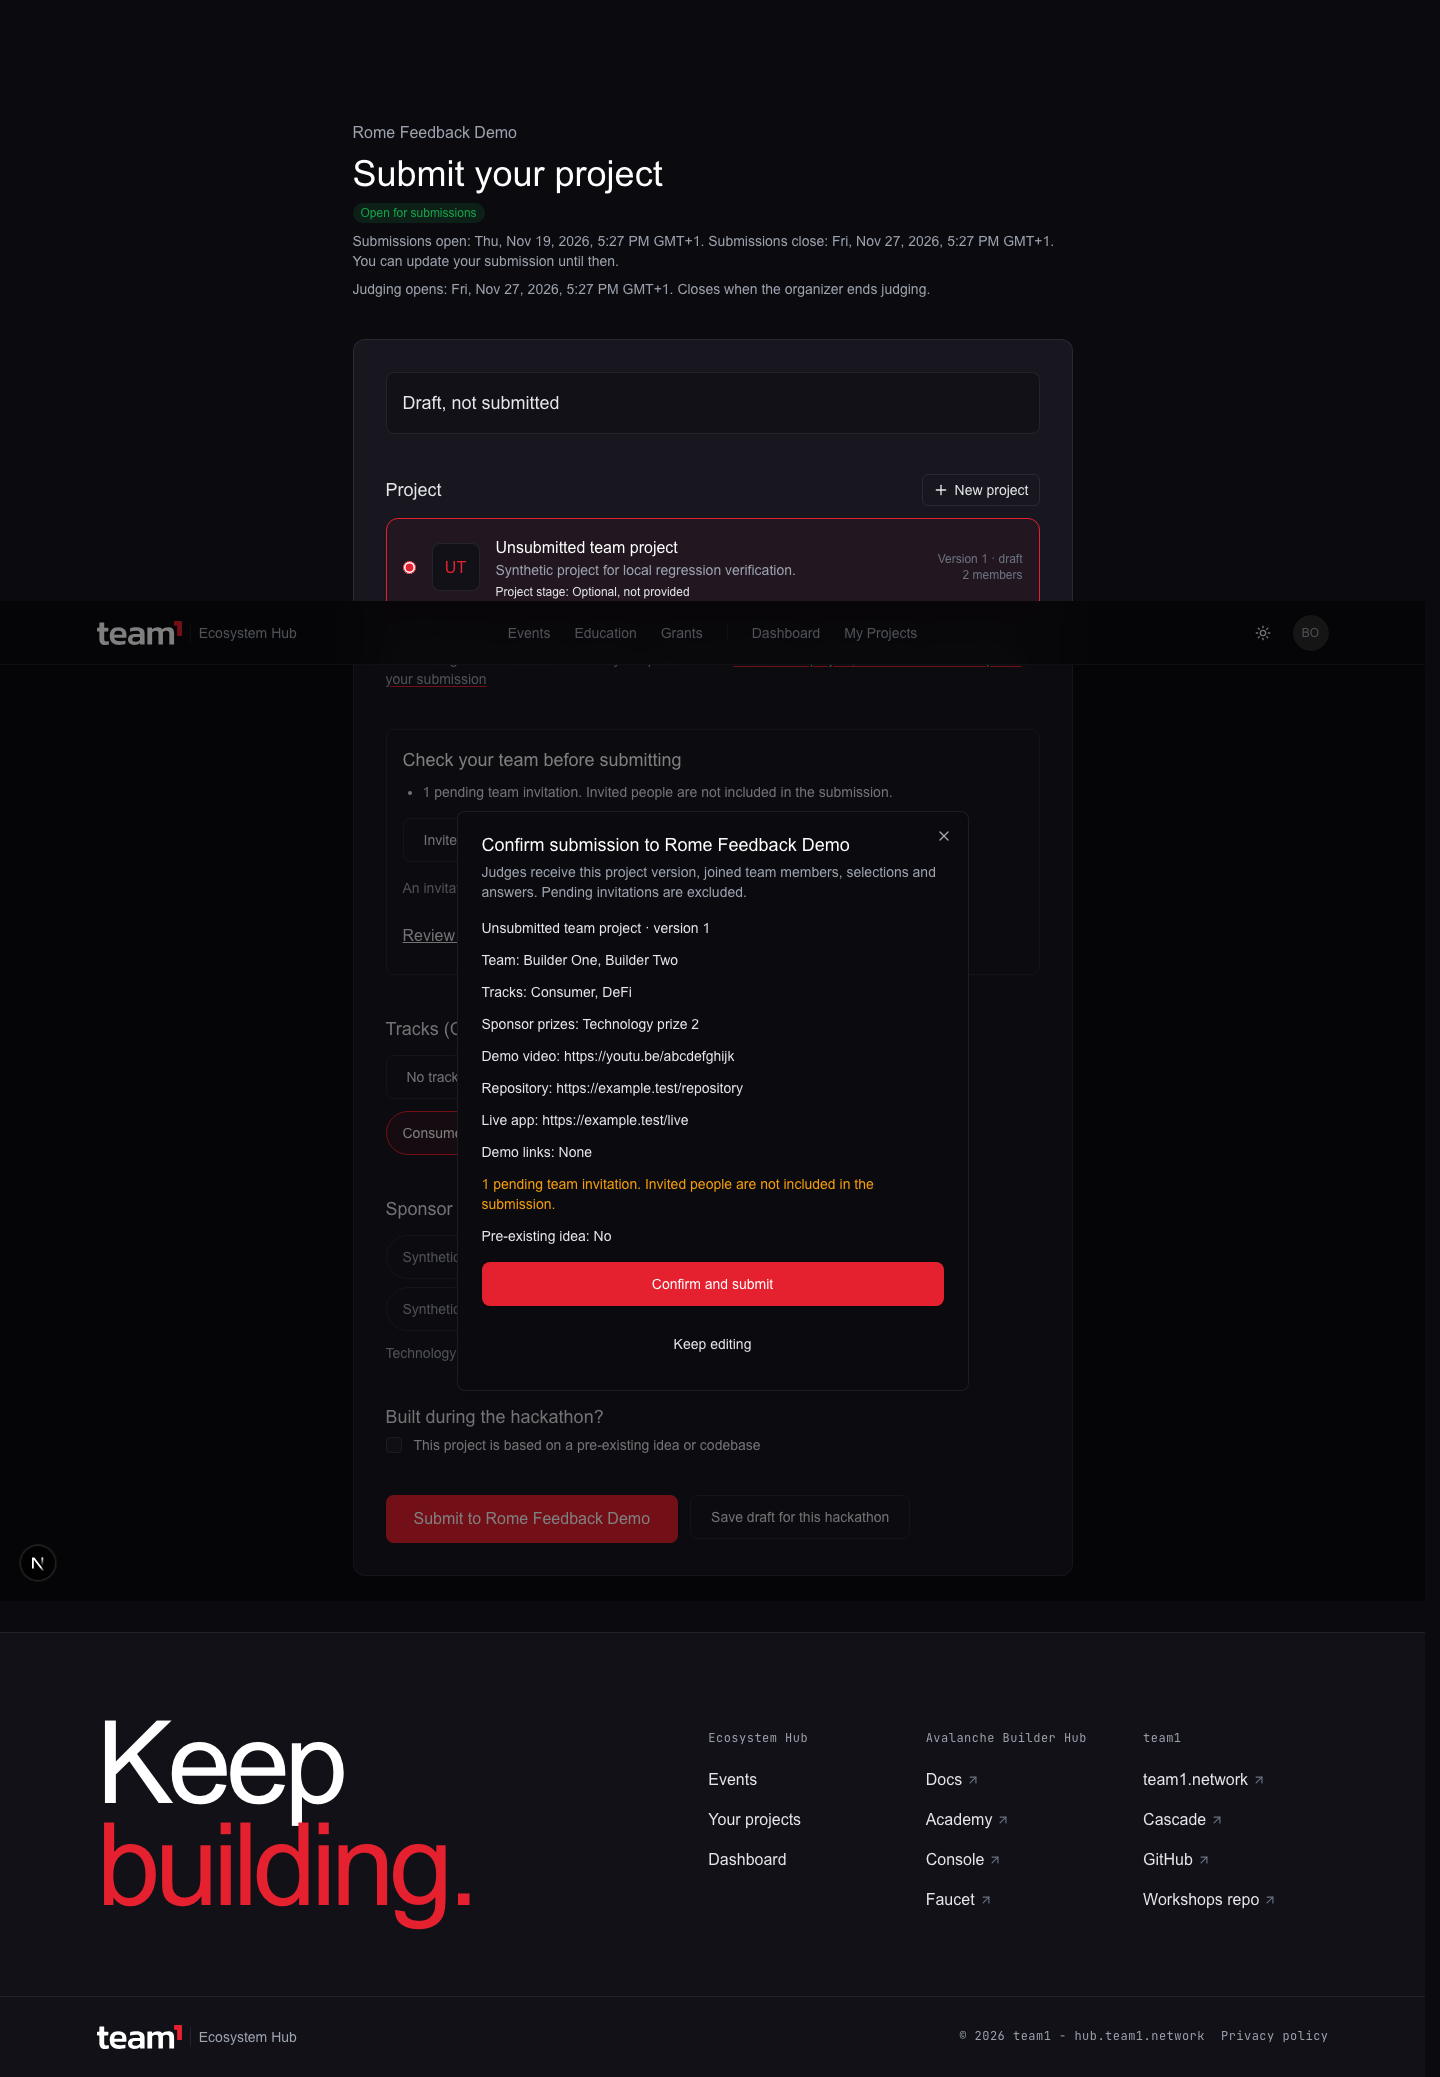 Rome Feedback Demo
Submit your project
Open for submissions
Submissions open: Thu, Nov 19, 2026, 5:27 PM GMT+1. Submissions close: Fri, Nov 27, 2026, 5:27 PM GMT+1.
You can update your submission until then.
Judging opens: Fri, Nov 27, 2026, 5:27 PM GMT+1. Closes when the organizer ends judging.
Draft, not submitted
Project
New project
UT
Unsubmitted team project
Synthetic project for local regression verification.
Project stage: Optional, not provided
Version 1 · draft
2 members
team1
Ecosystem Hub
Events
Education
Grants
Dashboard
My Projects
BO
your submission
Check your team before submitting
• 1 pending team invitation. Invited people are not included in the submission.
Invite
An invita
Review
Tracks (
No track
Consume
Sponsor
Synthetic
Synthetic
Technology
Confirm submission to Rome Feedback Demo
Judges receive this project version, joined team members, selections and
answers. Pending invitations are excluded.
Unsubmitted team project · version 1
Team: Builder One, Builder Two
Tracks: Consumer, DeFi
Sponsor prizes: Technology prize 2
Demo video: https://youtu.be/abcdefghijk
Repository: https://example.test/repository
Live app: https://example.test/live
Demo links: None
1 pending team invitation. Invited people are not included in the
submission.
Pre-existing idea: No
Confirm and submit
Keep editing
Built during the hackathon?
This project is based on a pre-existing idea or codebase
Submit to Rome Feedback Demo
Save draft for this hackathon
N
Keep
building.
Ecosystem Hub
Events
Your projects
Dashboard
Avalanche Builder Hub
Docs
Academy
Console
Faucet
team1
team1.network
Cascade
GitHub
Workshops repo
team1
Ecosystem Hub
© 2026 team1 - hub.team1.network
Privacy policy